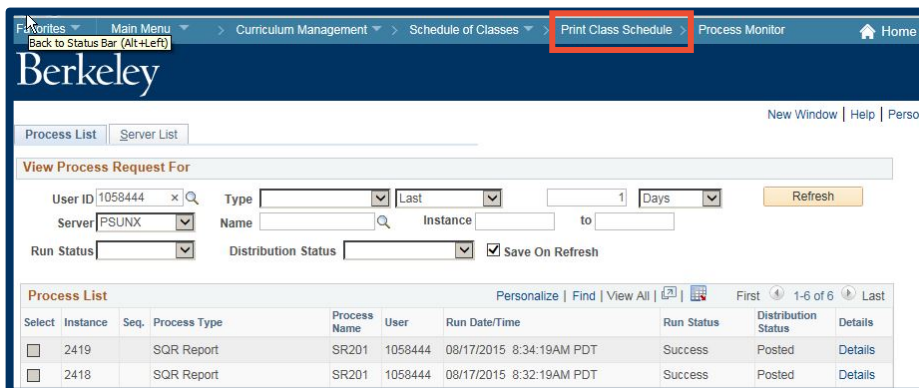 Favorites Main Menu > Curriculum Management > Schedule of Classes > Print Class Schedule > Process Monitor Home
Back to Status Bar (Alt+Left)
Berkeley
New Window | Help | Perso
Process List Server List
View Process Request For
User ID 1058444 x Type Last 1 Days Refresh
Server PSUNX Name Instance to
Run Status Distribution Status Save On Refresh
Process List Personalize | Find | View All | | First 1-6 of 6 Last
Select Instance Seq. Process Type Process Name User Run Date/Time Run Status Distribution Status Details
2419 SQR Report SR201 1058444 08/17/2015 8:34:19AM PDT Success Posted Details
2418 SQR Report SR201 1058444 08/17/2015 8:32:19AM PDT Success Posted Details